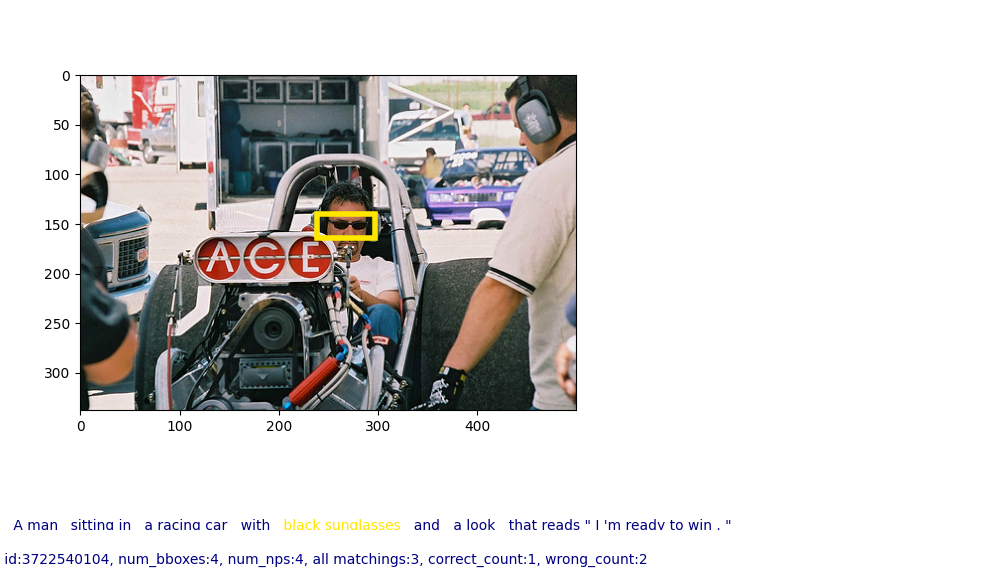 0
50
100
150
200
250
300
ACE
0 100 200 300 400
A man sitting in a racing car with black sunglasses and a look that reads " I 'm ready to win . "
id:3722540104, num_bboxes:4, num_nps:4, all matchings:3, correct_count:1, wrong_count:2